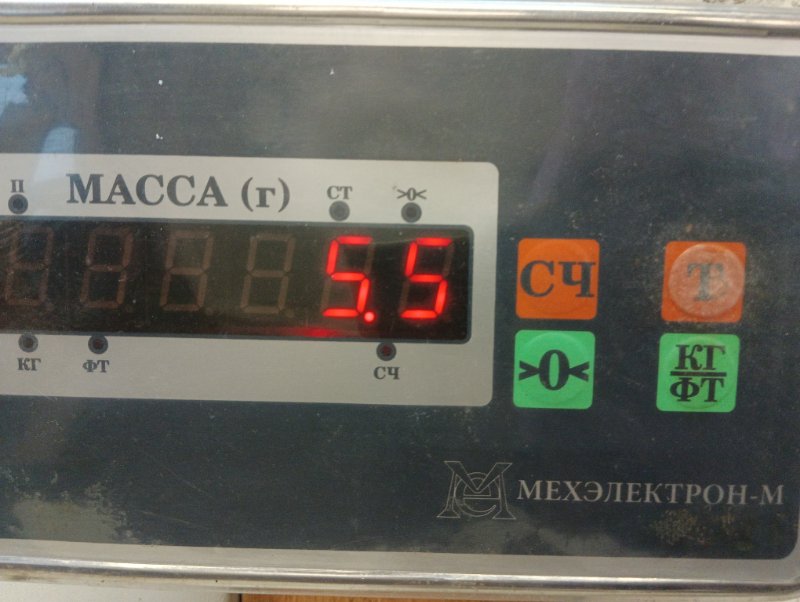 П
МАССА (г)
СТ
>0<
5.5
КГ
ФТ
СЧ
СЧ
Т
>0<
КГ
ФТ
МЕХЭЛЕКТРОН-М